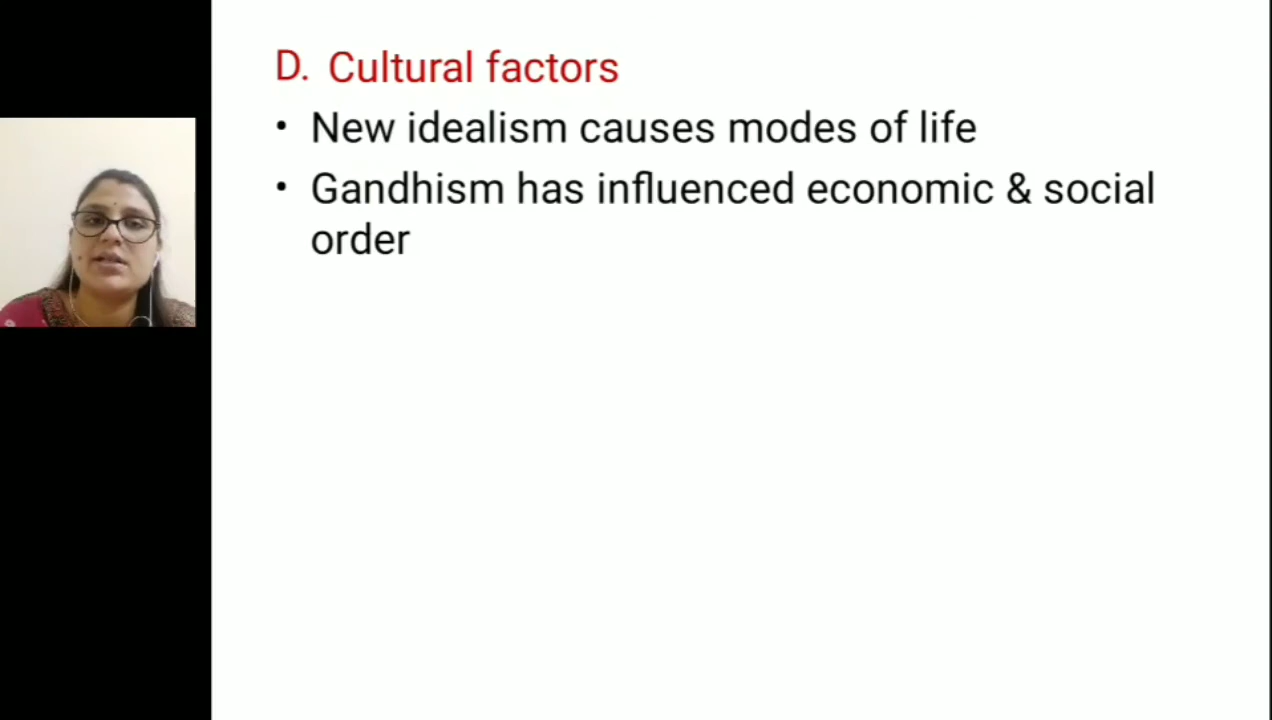 D. Cultural factors
• New idealism causes modes of life
• Gandhism has influenced economic & social
order